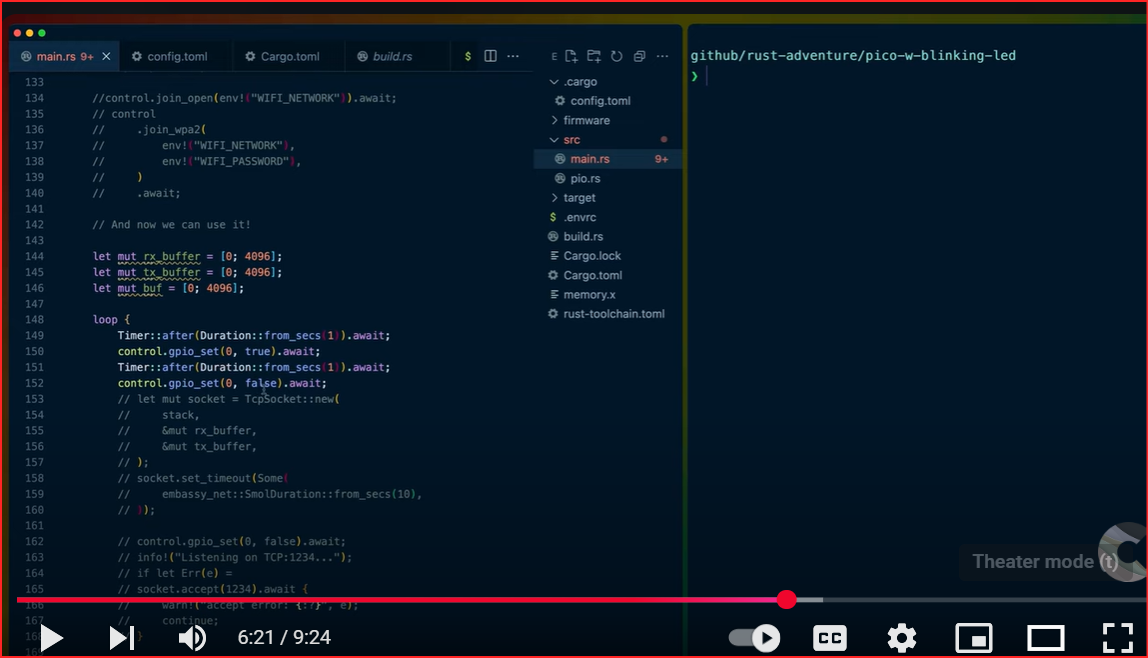 main.rs 9+ config.toml Cargo.toml build.rs $
133
134 //control.join_open(env!("WIFI_NETWORK")).await;
135 // control
136 //     .join_wpa2(
137 //         env!("WIFI_NETWORK"),
138 //         env!("WIFI_PASSWORD"),
139 //     )
140 //     .await;
141
142 // And now we can use it!
143
144 let mut rx_buffer = [0; 4096];
145 let mut tx_buffer = [0; 4096];
146 let mut buf = [0; 4096];
147
148 loop {
149     Timer::after(Duration::from_secs(1)).await;
150     control.gpio_set(0, true).await;
151     Timer::after(Duration::from_secs(1)).await;
152     control.gpio_set(0, false).await;
153     // let mut socket = TcpSocket::new(
154     //     stack,
155     //     &mut rx_buffer,
156     //     &mut tx_buffer,
157     // );
158     // socket.set_timeout(Some(
159     //     embassy_net::SmolDuration::from_secs(10),
160     // ));
161
162     // control.gpio_set(0, false).await;
163     // info!("Listening on TCP:1234...");
164     // if let Err(e) =
165     // socket.accept(1234).await {
166     //     warn!("accept error: {:?}", e);
167     //     continue;
168     // }
E
.cargo
config.toml
firmware
src
main.rs 9+
pio.rs
target
$ .envrc
build.rs
Cargo.lock
Cargo.toml
memory.x
rust-toolchain.toml
github/rust-adventure/pico-w-blinking-led
❯
Theater mode (t)
6:21 / 9:24
CC